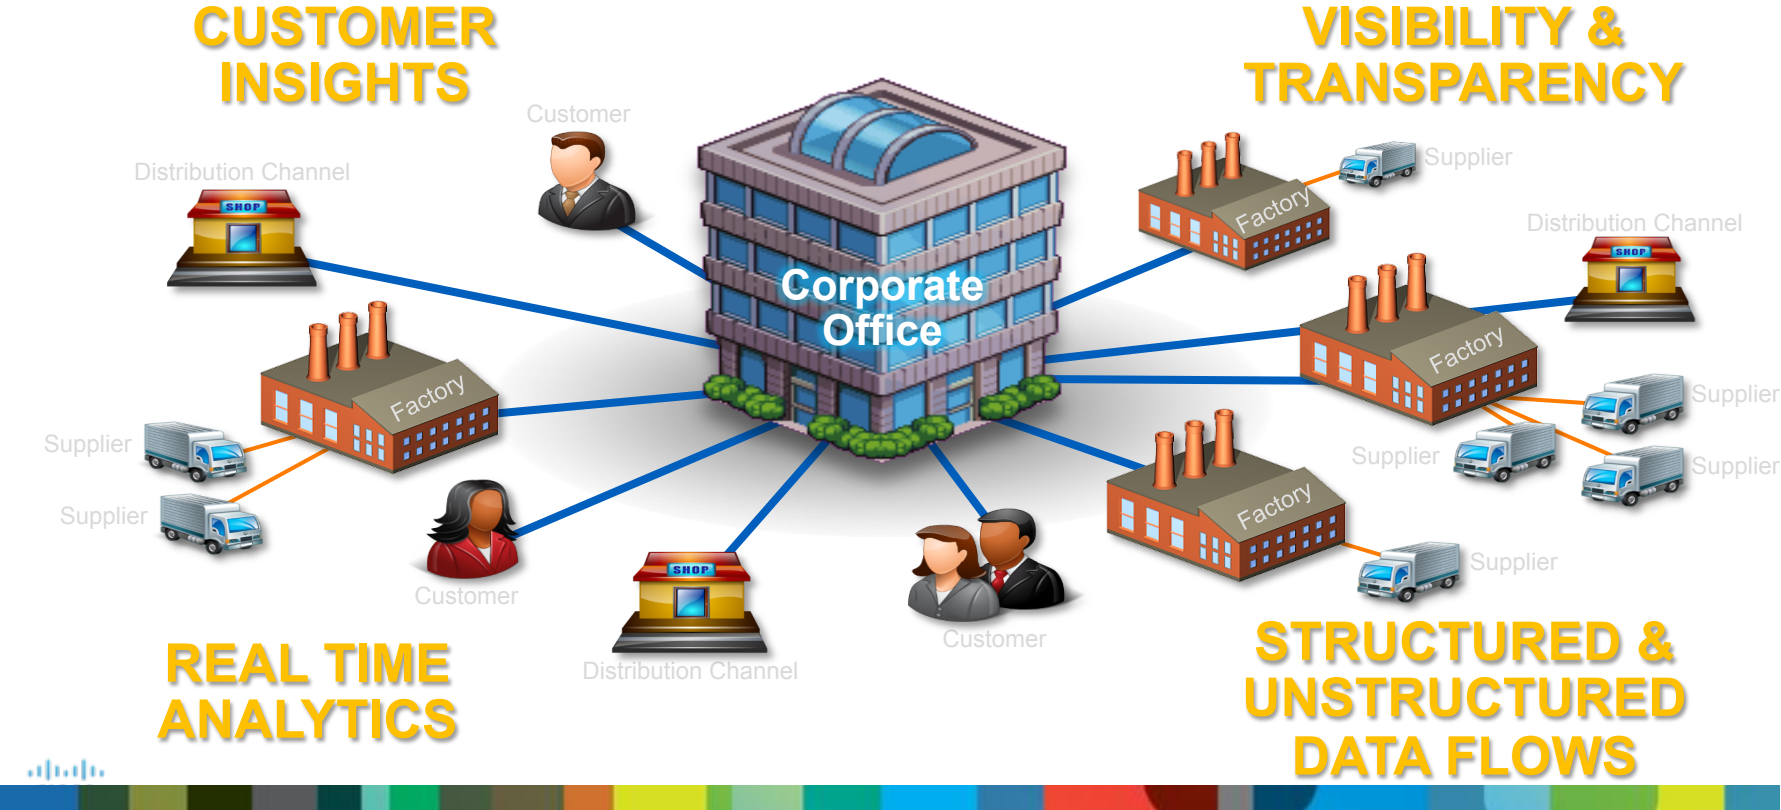 CUSTOMER
INSIGHTS
VISIBILITY &
TRANSPARENCY
Customer
Distribution Channel
SHOP
Supplier
Factory
Distribution Channel
SHOP
Corporate
Office
Factory
Factory
Supplier
Supplier
Supplier
Supplier
Supplier
Factory
Supplier
Customer
SHOP
Distribution Channel
Customer
REAL TIME
ANALYTICS
STRUCTURED &
UNSTRUCTURED
DATA FLOWS